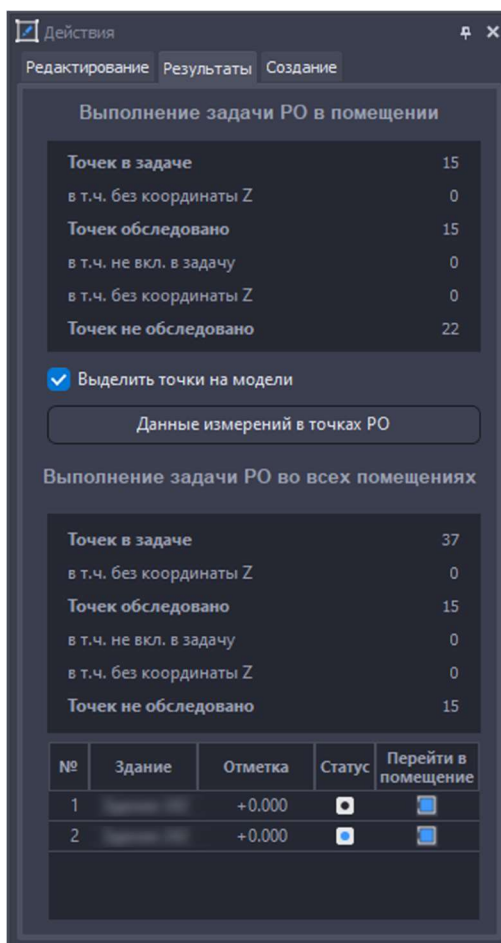 Действия
Редактирование Результаты Создание
Выполнение задачи РО в помещении
Точек в задаче 15
в т.ч. без координаты Z 0
Точек обследовано 15
в т.ч. не вкл. в задачу 0
в т.ч. без координаты Z 0
Точек не обследовано 22
Выделить точки на модели
Данные измерений в точках РО
Выполнение задачи РО во всех помещениях
Точек в задаче 37
в т.ч. без координаты Z 0
Точек обследовано 15
в т.ч. не вкл. в задачу 0
в т.ч. без координаты Z 0
Точек не обследовано 15
№ Здание Отметка Статус Перейти в помещение
1 +0.000
2 +0.000